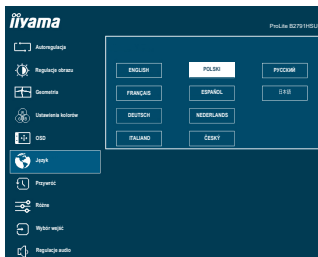 iiyama
ProLite B2791HSU
Autoregulacja
Regulacja obrazu
Geometria
Ustawienia kolorów
OSD
Język
Przywróć
Różne
Wybór wejść
Regulacje audio
ENGLISH
POLSKI
РУССКИЙ
FRANÇAIS
ESPAÑOL
日本語
DEUTSCH
NEDERLANDS
ITALIANO
ČESKÝ